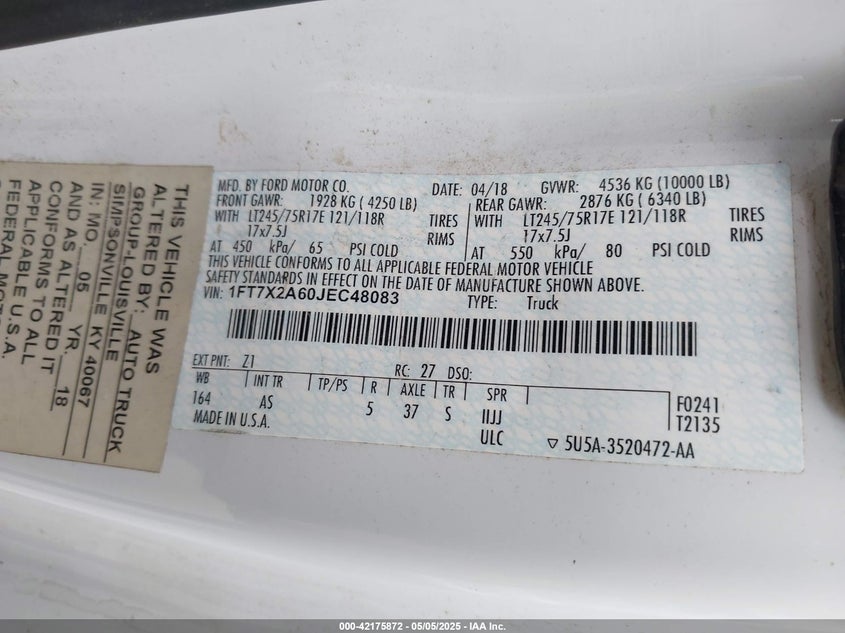 MFD. BY FORD MOTOR CO.
DATE: 04/18
GVWR: 4536 KG (10000 LB)
FRONT GAWR: 1928 KG ( 4250 LB)
REAR GAWR: 2876 KG ( 6340 LB)
WITH LT245/75R17E 121/118R TIRES
17x7.5J RIMS
AT 450 kPa/ 65 PSI COLD
WITH LT245/75R17E 121/118R TIRES
17x7.5J RIMS
AT 550 kPa/ 80 PSI COLD
THIS VEHICLE CONFORMS TO ALL APPLICABLE FEDERAL MOTOR VEHICLE
SAFETY STANDARDS IN EFFECT ON THE DATE OF MANUFACTURE SHOWN ABOVE.
VIN: 1FT7X2A60JEC48083
TYPE: Truck
EXT PNT: Z1
RC: 27 DSO:
WB INT TR TP/PS R AXLE TR SPR
164 AS 5 37 S IIJJ
ULC
F0241
T2135
MADE IN U.S.A.
▽ 5U5A-3520472-AA
THIS VEHICLE WAS
ALTERED BY: AUTO TRUCK
GROUP-LOUISVILLE
SIMPSONVILLE KY 40067
IN: MO. 05 YR. 18
AND AS ALTERED IT
CONFORMS TO ALL
APPLICABLE U.S.A.
FEDERAL
000-42175872 - 05/05/2025 - IAA Inc.